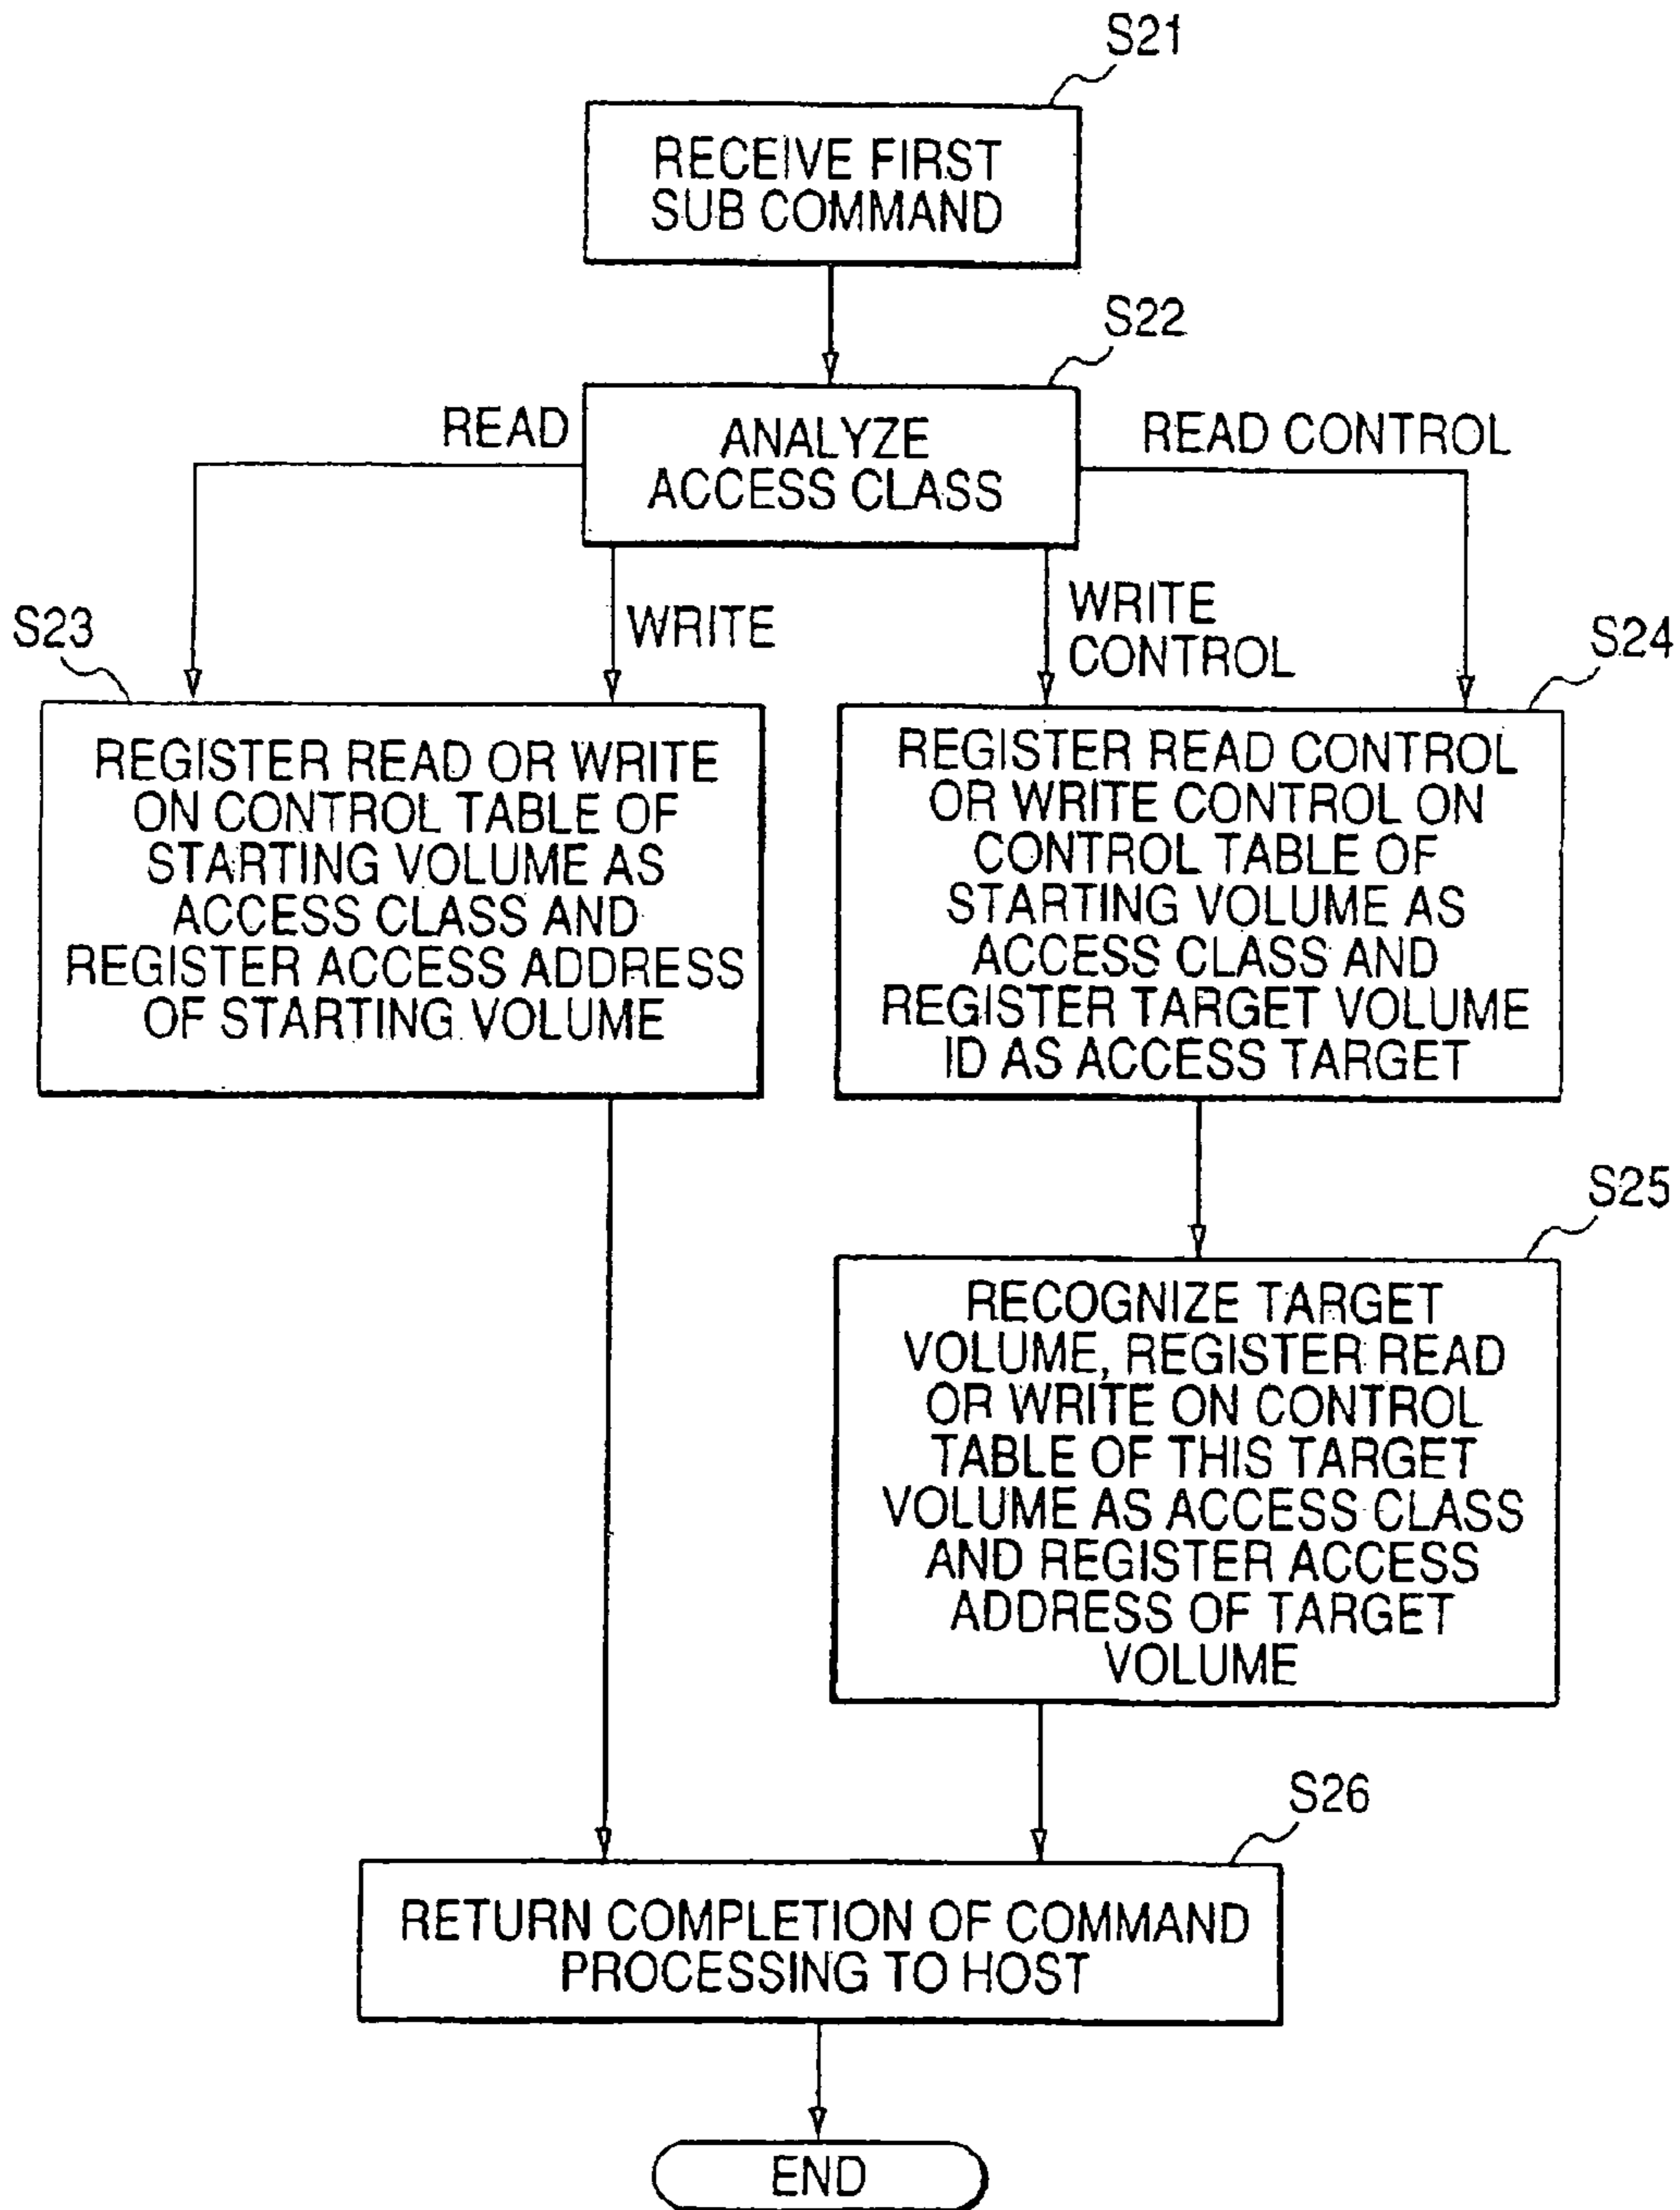 S21
RECEIVE FIRST
SUB COMMAND
S22
ANALYZE
ACCESS CLASS
READ
READ CONTROL
WRITE
WRITE
CONTROL
S23
REGISTER READ OR WRITE
ON CONTROL TABLE OF
STARTING VOLUME AS
ACCESS CLASS AND
REGISTER ACCESS ADDRESS
OF STARTING VOLUME
S24
REGISTER READ CONTROL
OR WRITE CONTROL ON
CONTROL TABLE OF
STARTING VOLUME AS
ACCESS CLASS AND
REGISTER TARGET VOLUME
ID AS ACCESS TARGET
S25
RECOGNIZE TARGET
VOLUME, REGISTER READ
OR WRITE ON CONTROL
TABLE OF THIS TARGET
VOLUME AS ACCESS CLASS
AND REGISTER ACCESS
ADDRESS OF TARGET
VOLUME
S26
RETURN COMPLETION OF COMMAND
PROCESSING TO HOST
END